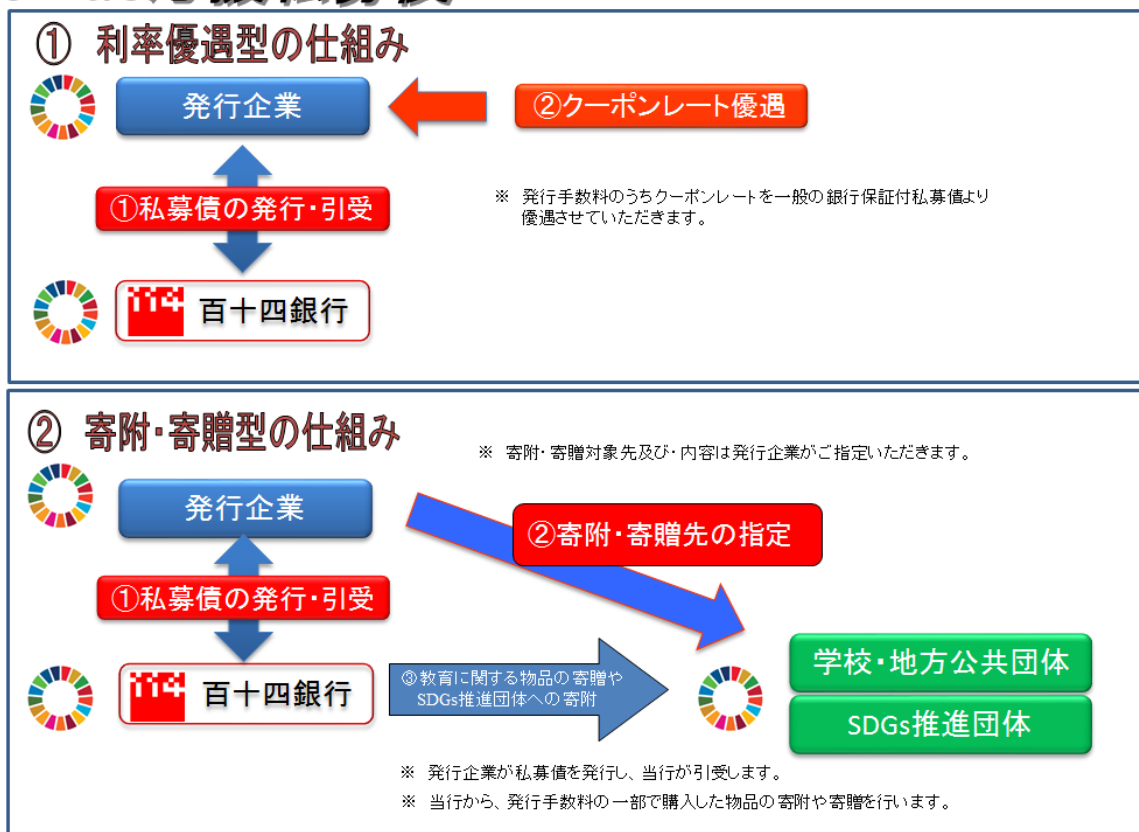 ① 利率優遇型の仕組み
発行企業
②クーポンレート優遇
①私募債の発行・引受
※ 発行手数料のうちクーポンレートを一般の銀行保証付私募債より
優遇させていただきます。
114 百十四銀行
② 寄附・寄贈型の仕組み
※ 寄附・寄贈対象先及び・内容は発行企業がご指定いただきます。
発行企業
②寄附・寄贈先の指定
①私募債の発行・引受
学校・地方公共団体
③教育に関する物品の寄贈や
SDGs推進団体への寄附
114 百十四銀行
SDGs推進団体
※ 発行企業が私募債を発行し、当行が引受します。
※ 当行から、発行手数料の一部で購入した物品の寄附や寄贈を行います。